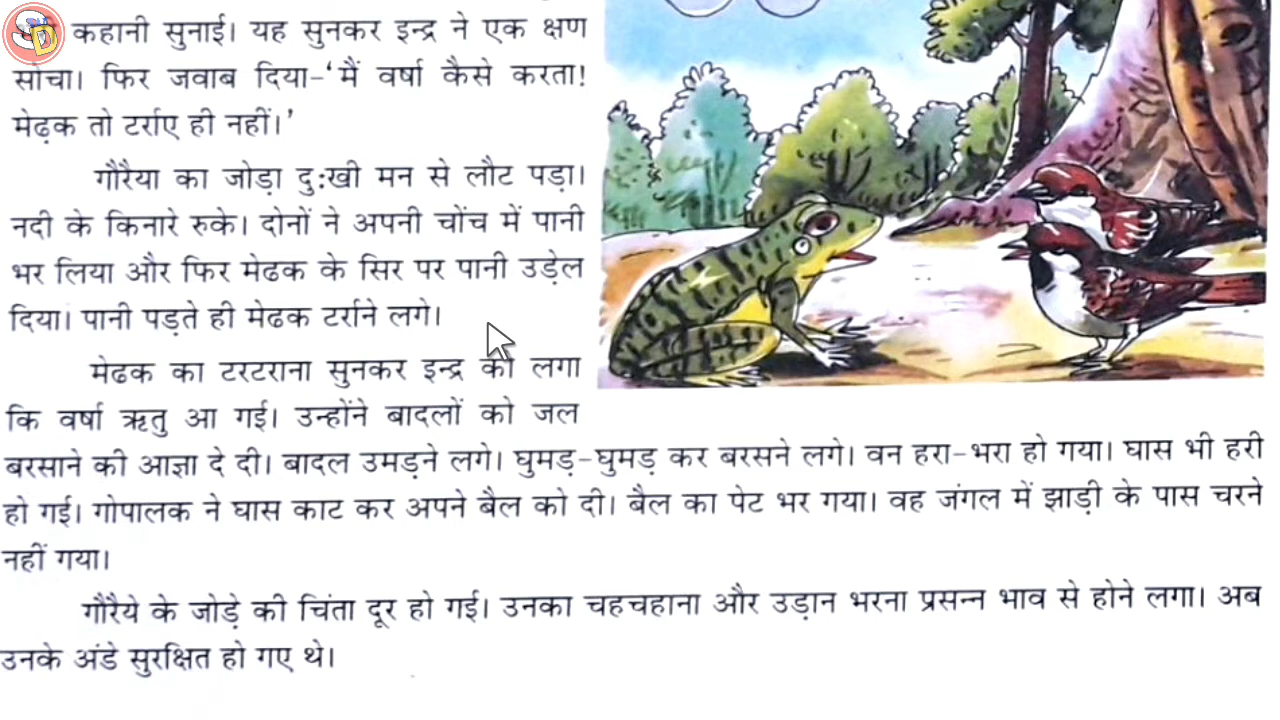 कहानी सुनाई। यह सुनकर इन्द्र ने एक क्षण
सोचा। फिर जवाब दिया-‘मैं वर्षा कैसे करता!
मेढ़क तो टर्राए ही नहीं।’
गौरैया का जोड़ा दुःखी मन से लौट पड़ा।
नदी के किनारे रुके। दोनों ने अपनी चोंच में पानी
भर लिया और फिर मेढक के सिर पर पानी उड़ेल
दिया। पानी पड़ते ही मेढक टर्राने लगे।
मेढक का टरटराना सुनकर इन्द्र को लगा
कि वर्षा ऋतु आ गई। उन्होंने बादलों को जल
बरसाने की आज्ञा दे दी। बादल उमड़ने लगे। घुमड़-घुमड़ कर बरसने लगे। वन हरा-भरा हो गया। घास भी हरी
हो गई। गोपालक ने घास काट कर अपने बैल को दी। बैल का पेट भर गया। वह जंगल में झाड़ी के पास चरने
नहीं गया।
गौरैये के जोड़े की चिंता दूर हो गई। उनका चहचहाना और उड़ान भरना प्रसन्न भाव से होने लगा। अब
उनके अंडे सुरक्षित हो गए थे।